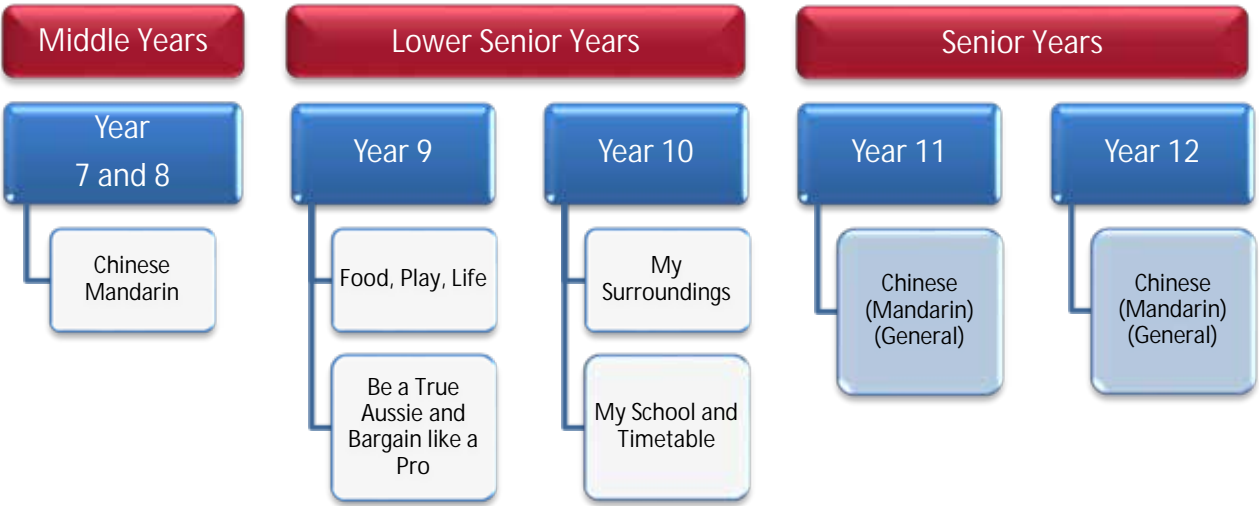 Middle Years
Lower Senior Years
Senior Years
Year
7 and 8
Year 9
Year 10
Year 11
Year 12
Chinese
Mandarin
Food, Play, Life
Be a True
Aussie and
Bargain like a
Pro
My
Surroundings
My School and
Timetable
Chinese
(Mandarin)
(General)
Chinese
(Mandarin)
(General)